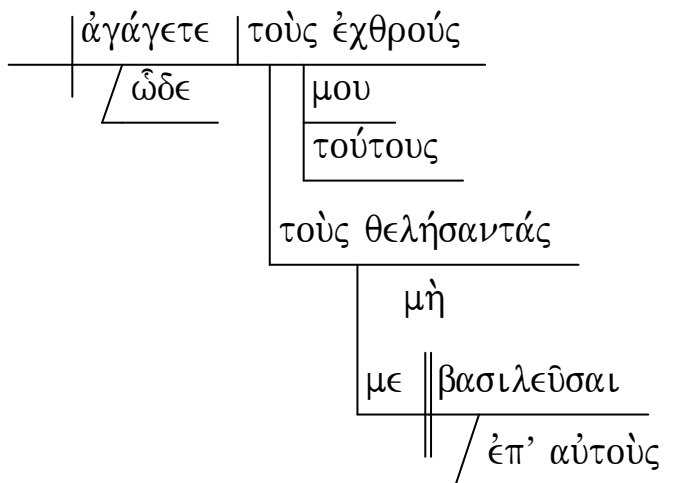 ἀγάγετε τοὺς ἐχθρούς
ὧδε μου
τούτους
τοὺς θελήσαντάς
μὴ
με βασιλεῦσαι
ἐπ’ αὐτοὺς